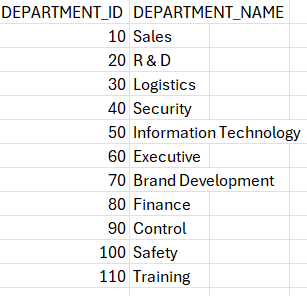 DEPARTMENT_ID DEPARTMENT_NAME
10 Sales
20 R & D
30 Logistics
40 Security
50 Information Technology
60 Executive
70 Brand Development
80 Finance
90 Control
100 Safety
110 Training